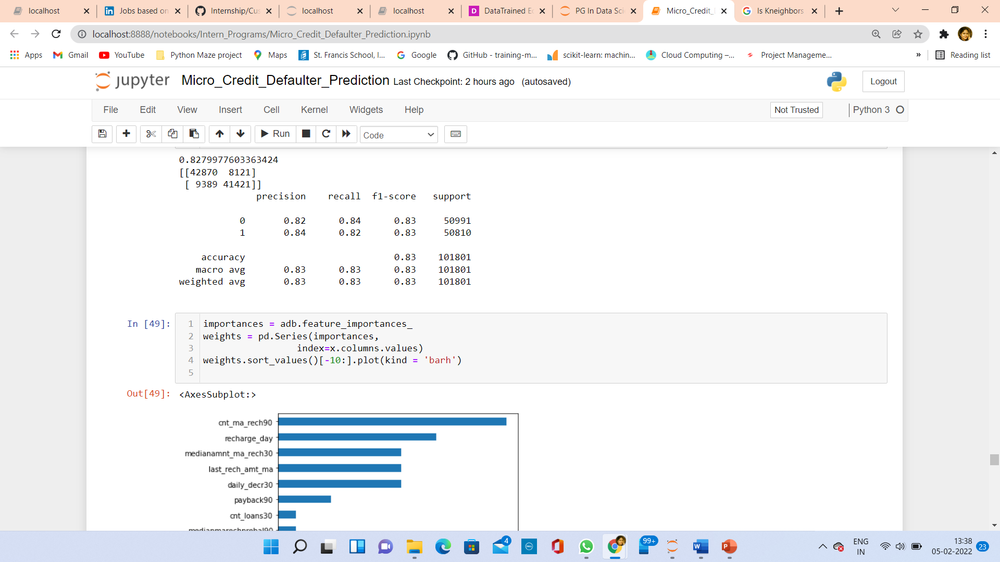 localhost
Jobs based on
Internship/Cus
localhost
localhost
DataTrained Ec
PG In Data Sci
Micro_Credit_
Is Kneighbors
localhost:8888/notebooks/Intern_Programs/Micro_Credit_Defaulter_Prediction.ipynb
Apps
Gmail
YouTube
Python Maze project
Maps
St. Francis School, I...
Google
GitHub - training-m...
scikit-learn: machin...
Cloud Computing –...
Project Manageme...
»
Reading list
jupyter Micro_Credit_Defaulter_Prediction Last Checkpoint: 2 hours ago (autosaved)
Logout
File Edit View Insert Cell Kernel Widgets Help
Not Trusted
Python 3
Run
Code
0.8279977603363424
[[42870  8121]
 [ 9389 41421]]
precision recall f1-score support
0 0.82 0.84 0.83 50991
1 0.84 0.82 0.83 50810
accuracy 0.83 101801
macro avg 0.83 0.83 0.83 101801
weighted avg 0.83 0.83 0.83 101801
In [49]:
1 importances = adb.feature_importances_
2 weights = pd.Series(importances,
3 index=x.columns.values)
4 weights.sort_values()[-10:].plot(kind = 'barh')
5
Out[49]: <AxesSubplot:>
cnt_ma_rech90
recharge_day
medianamnt_ma_rech30
last_rech_amt_ma
daily_decr30
payback90
cnt_loans30
medianmarechprebal90
4
99+
ENG
IN
13:38
05-02-2022
23